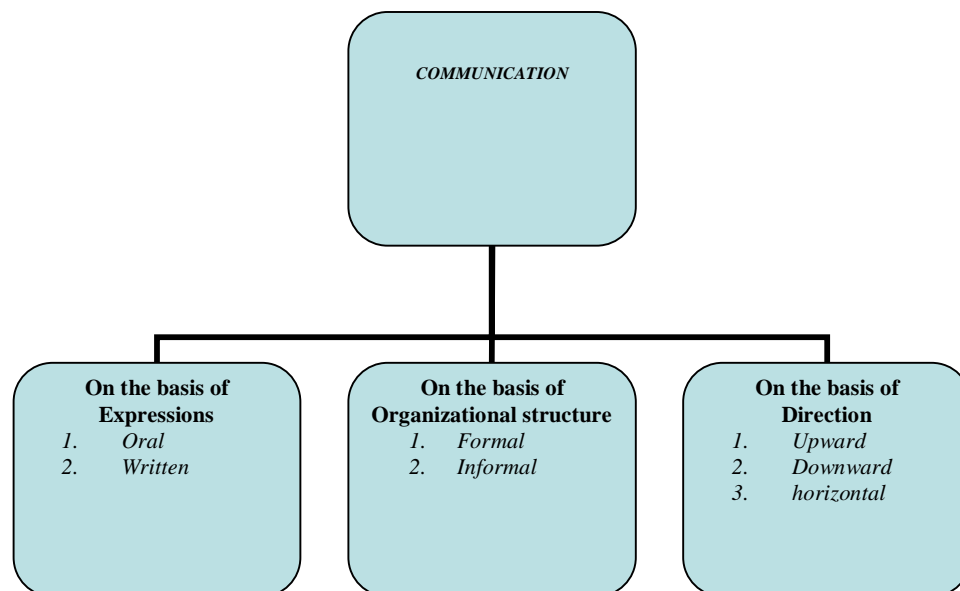 COMMUNICATION
On the basis of
Expressions
1. Oral
2. Written
On the basis of
Organizational structure
1. Formal
2. Informal
On the basis of
Direction
1. Upward
2. Downward
3. horizontal